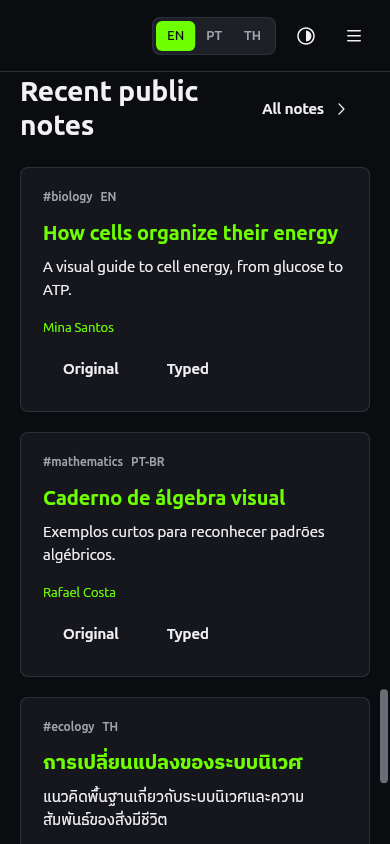 EN PT TH
Recent public
notes
All notes
#biology EN
How cells organize their energy
A visual guide to cell energy, from glucose to
ATP.
Mina Santos
Original Typed
#mathematics PT-BR
Caderno de álgebra visual
Exemplos curtos para reconhecer padrões
algébricos.
Rafael Costa
Original Typed
#ecology TH
การเปลี่ยนแปลงของระบบนิเวศ
แนวคิดพื้นฐานเกี่ยวกับระบบนิเวศและความ
สัมพันธ์ของสิ่งมีชีวิต